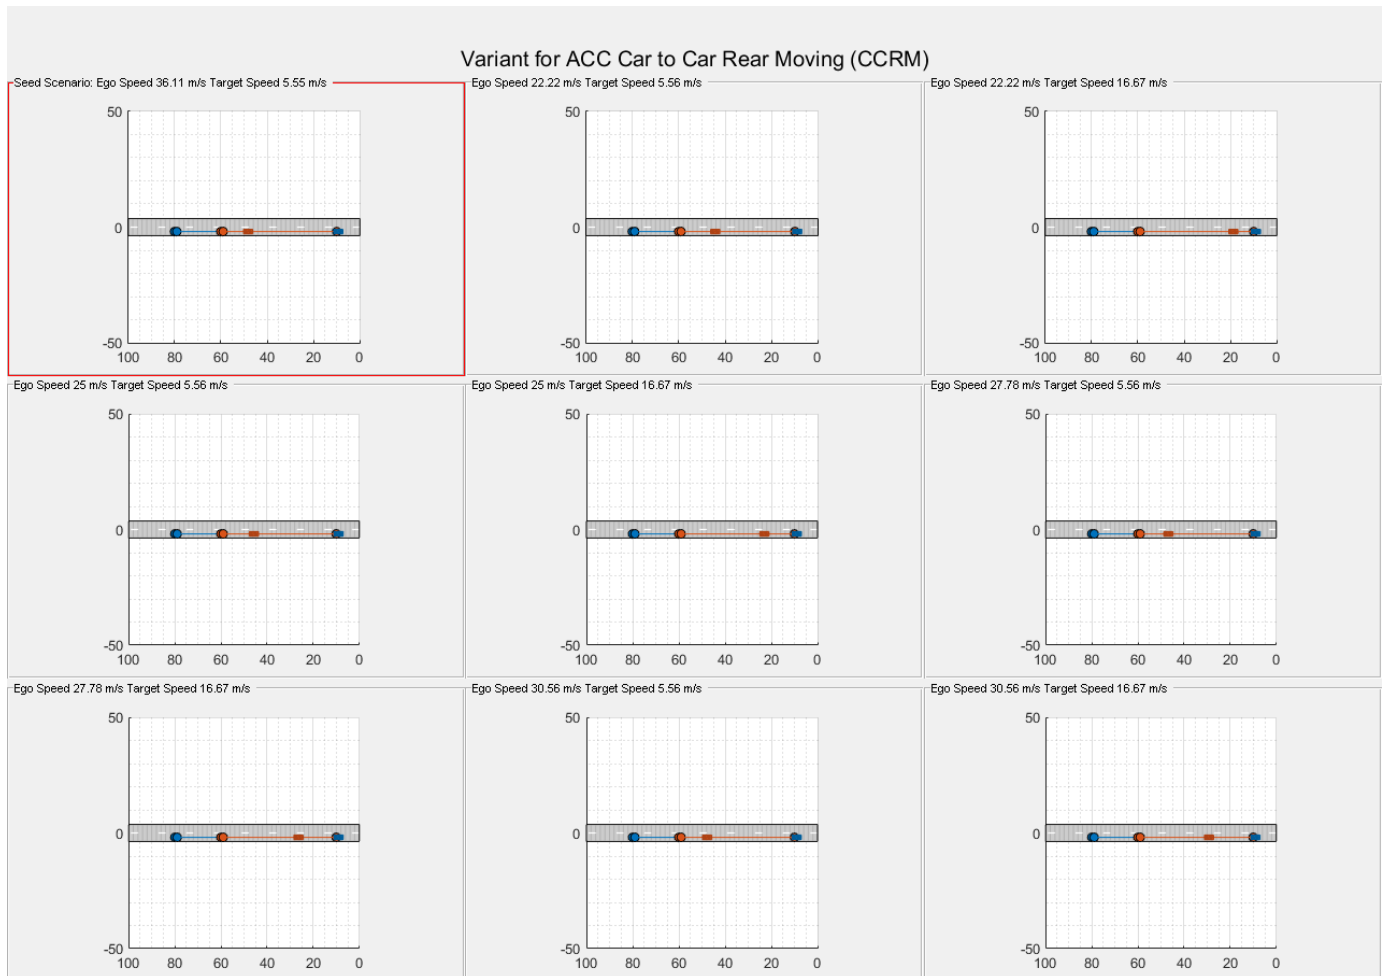 Variant for ACC Car to Car Rear Moving (CCRM)
Seed Scenario: Ego Speed 36.11 m/s Target Speed 5.55 m/s
50
0
-50
100 80 60 40 20 0
Ego Speed 22.22 m/s Target Speed 5.56 m/s
50
0
-50
100 80 60 40 20 0
Ego Speed 22.22 m/s Target Speed 16.67 m/s
50
0
-50
100 80 60 40 20 0
Ego Speed 25 m/s Target Speed 5.56 m/s
50
0
-50
100 80 60 40 20 0
Ego Speed 25 m/s Target Speed 16.67 m/s
50
0
-50
100 80 60 40 20 0
Ego Speed 27.78 m/s Target Speed 5.56 m/s
50
0
-50
100 80 60 40 20 0
Ego Speed 27.78 m/s Target Speed 16.67 m/s
50
0
-50
100 80 60 40 20 0
Ego Speed 30.56 m/s Target Speed 5.56 m/s
50
0
-50
100 80 60 40 20 0
Ego Speed 30.56 m/s Target Speed 16.67 m/s
50
0
-50
100 80 60 40 20 0